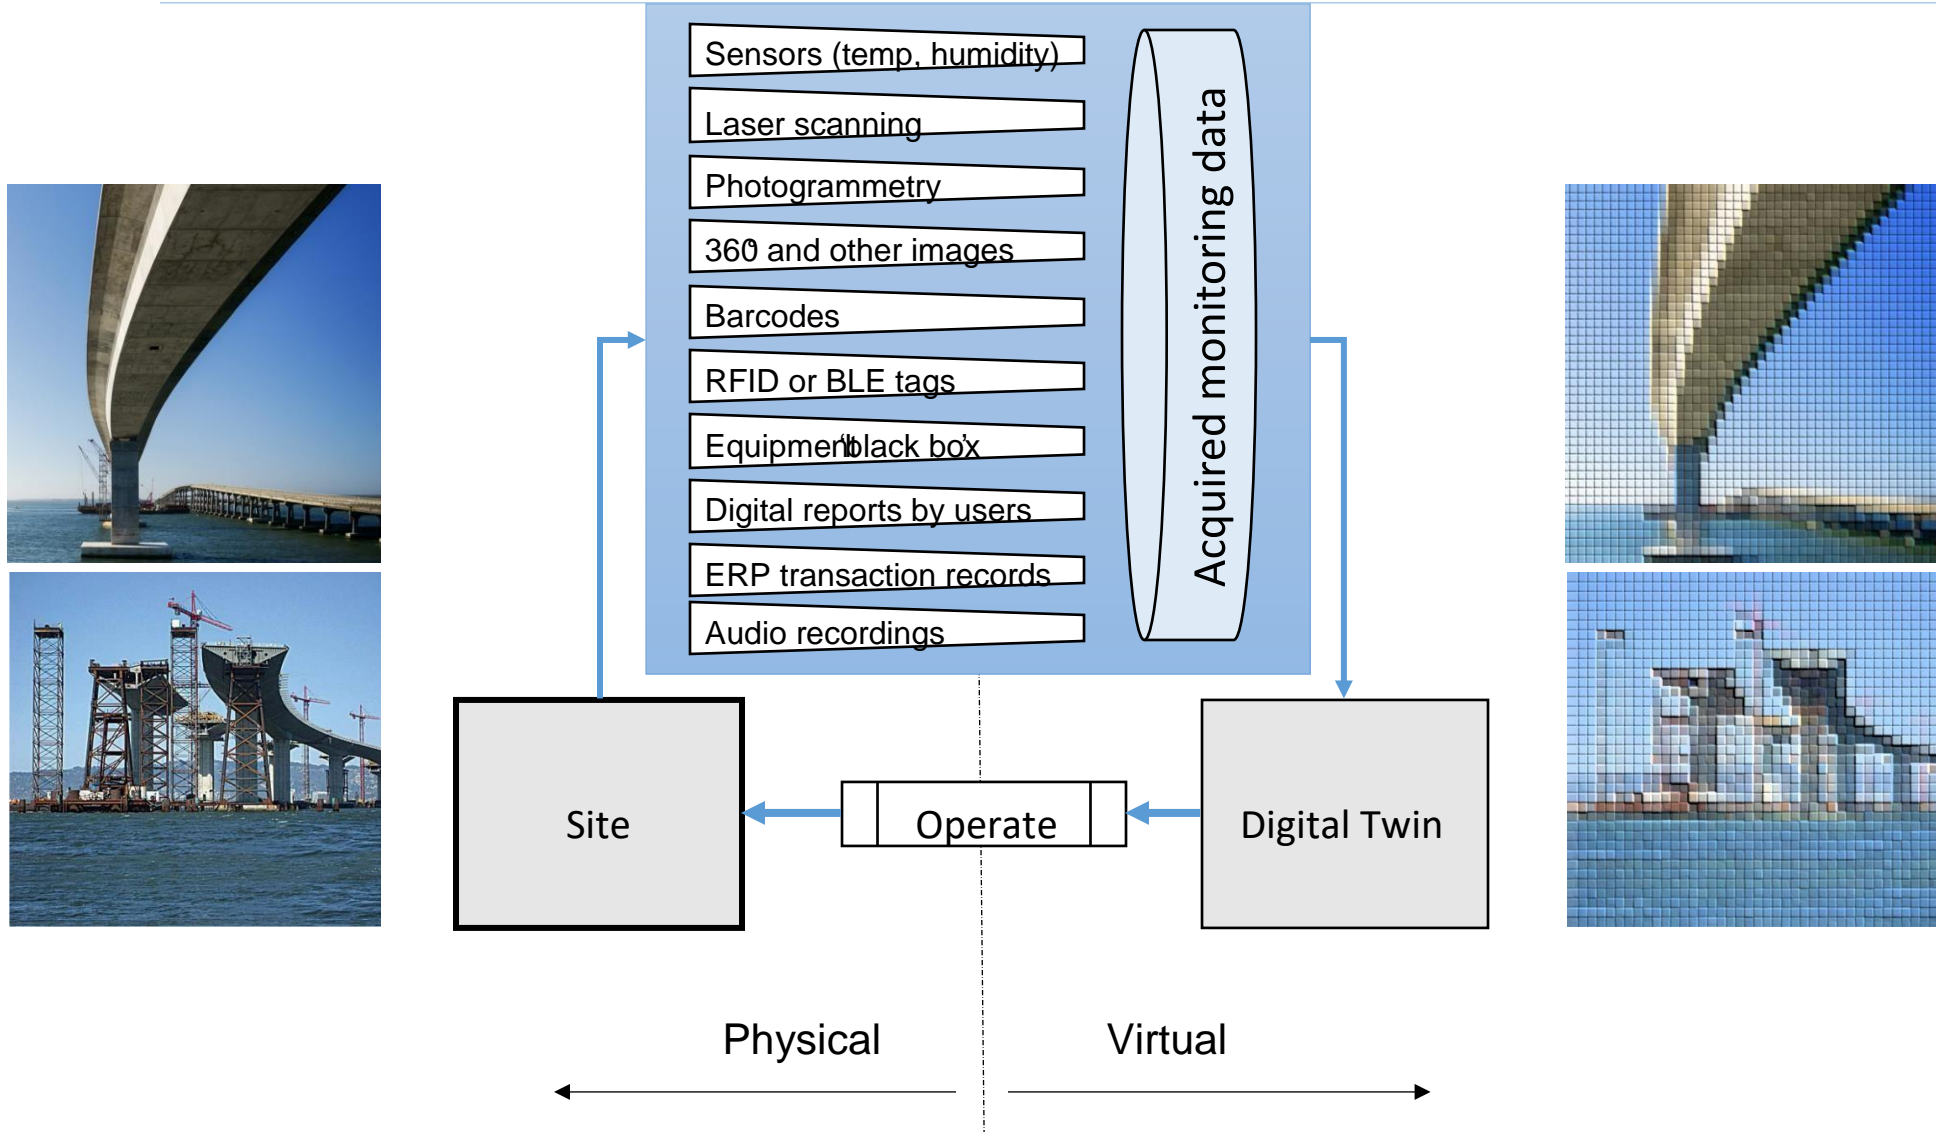 Sensors (temp, humidity)
Laser scanning
Photogrammetry
360° and other images
Barcodes
RFID or BLE tags
Equipment ‘black box’
Digital reports by users
ERP transaction records
Audio recordings
Acquired monitoring data
Site
Operate
Digital Twin
Physical
Virtual